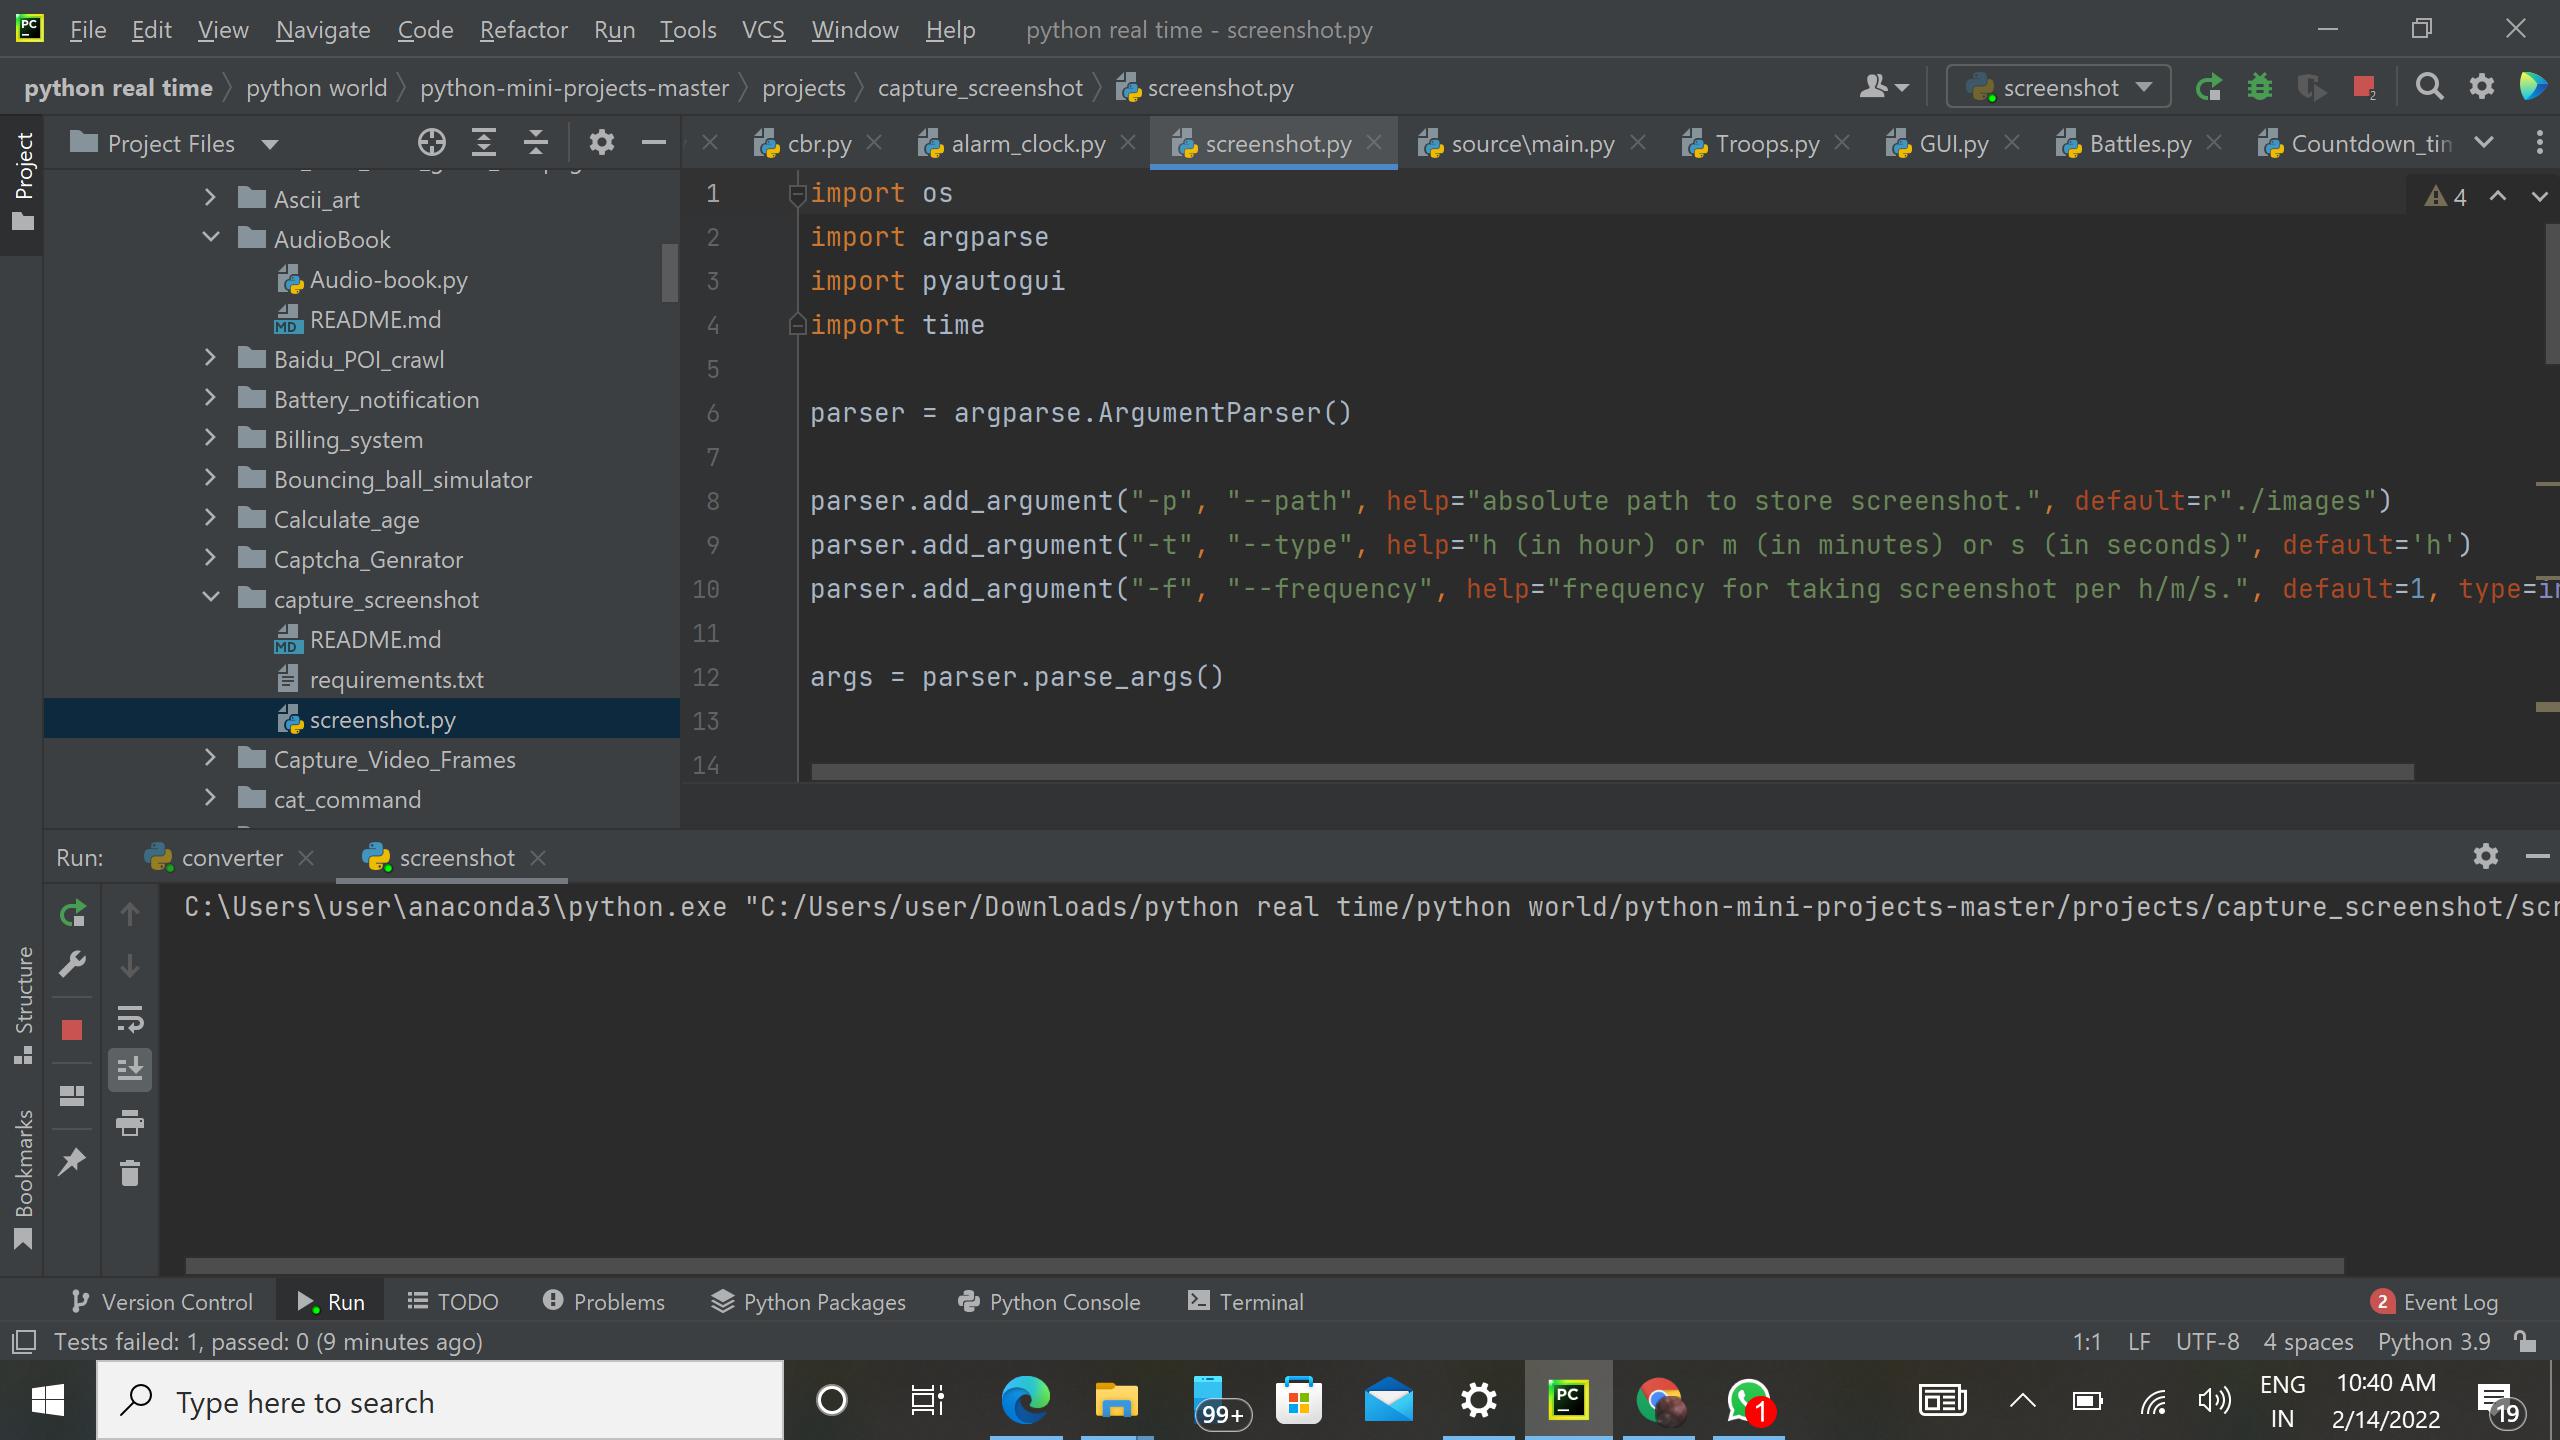 File Edit View Navigate Code Refactor Run Tools VCS Window Help python real time - screenshot.py
python real time python world python-mini-projects-master projects capture_screenshot screenshot.py
screenshot
2
Project
Project Files
cbr.py alarm_clock.py screenshot.py source\main.py Troops.py GUI.py Battles.py Countdown_tin
Ascii_art
AudioBook
Audio-book.py
MD README.md
Baidu_POI_crawl
Battery_notification
Billing_system
Bouncing_ball_simulator
Calculate_age
Captcha_Genrator
capture_screenshot
MD README.md
requirements.txt
screenshot.py
Capture_Video_Frames
cat_command
4
1 import os
2 import argparse
3 import pyautogui
4 import time
5
6 parser = argparse.ArgumentParser()
7
8 parser.add_argument("-p", "--path", help="absolute path to store screenshot.", default=r"./images")
9 parser.add_argument("-t", "--type", help="h (in hour) or m (in minutes) or s (in seconds)", default='h')
10 parser.add_argument("-f", "--frequency", help="frequency for taking screenshot per h/m/s.", default=1, type=in
11
12 args = parser.parse_args()
13
14
Run: converter screenshot
C:\Users\user\anaconda3\python.exe "C:/Users/user/Downloads/python real time/python world/python-mini-projects-master/projects/capture_screenshot/scr
Structure
Bookmarks
Version Control Run TODO Problems Python Packages Python Console Terminal 2 Event Log
Tests failed: 1, passed: 0 (9 minutes ago) 1:1 LF UTF-8 4 spaces Python 3.9
Type here to search
99+
PC
1
ENG
IN
10:40 AM
2/14/2022
19